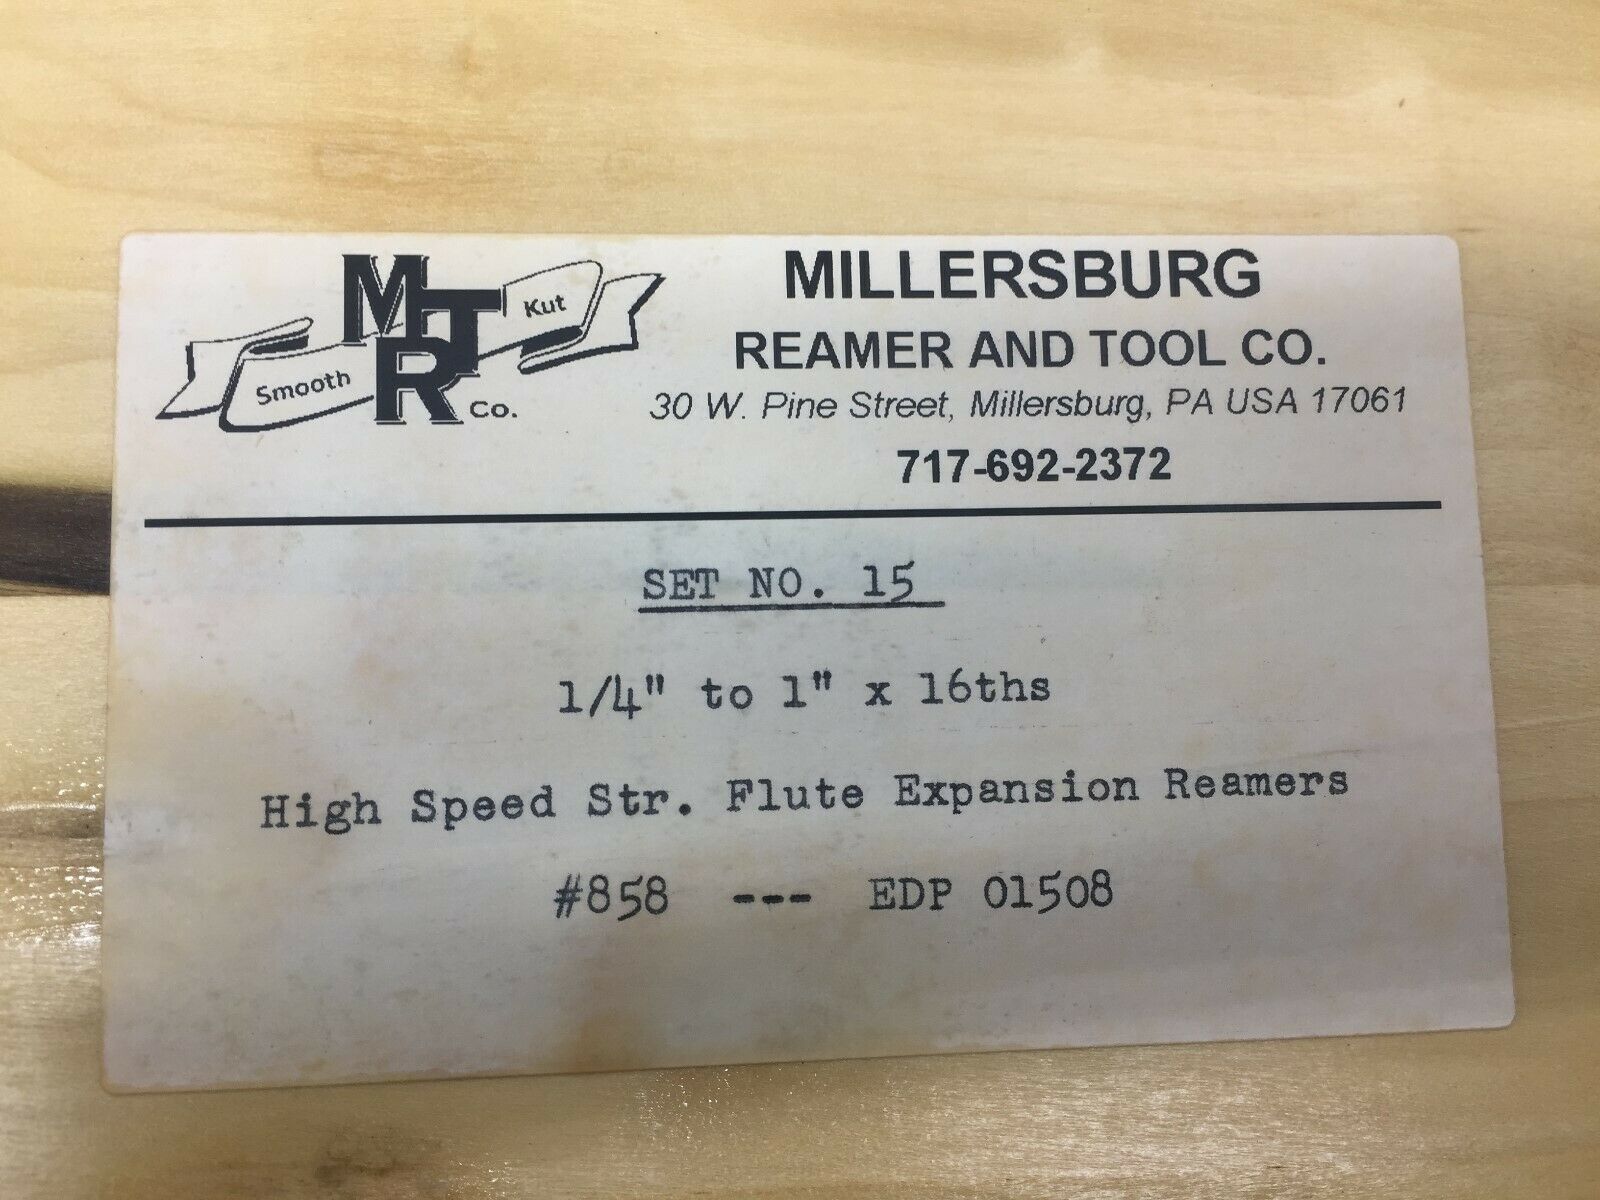 MTR Co.
Smooth Kut
MILLERSBURG
REAMER AND TOOL CO.
30 W. Pine Street, Millersburg, PA USA 17061
717-692-2372
SET NO. 15
1/4" to 1" x 16ths
High Speed Str. Flute Expansion Reamers
#858 --- EDP 01508